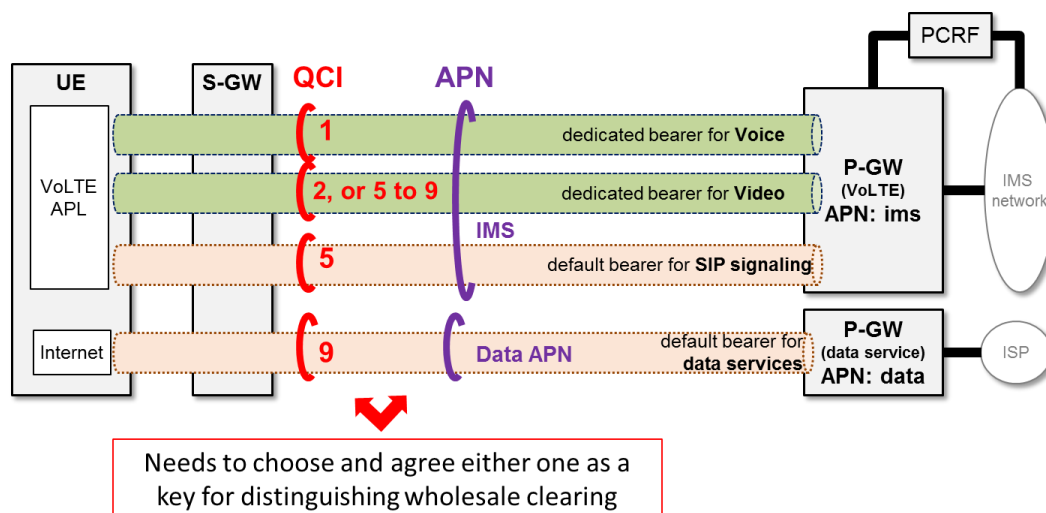 PCRF
UE
S-GW
QCI
APN
1
dedicated bearer for Voice
VoLTE
APL
2, or 5 to 9
dedicated bearer for Video
P-GW
(VoLTE)
APN: ims
IMS
network
IMS
5
default bearer for SIP signaling
Internet
9
Data APN
default bearer for
data services
P-GW
(data service)
APN: data
ISP
Needs to choose and agree either one as a
key for distinguishing wholesale clearing